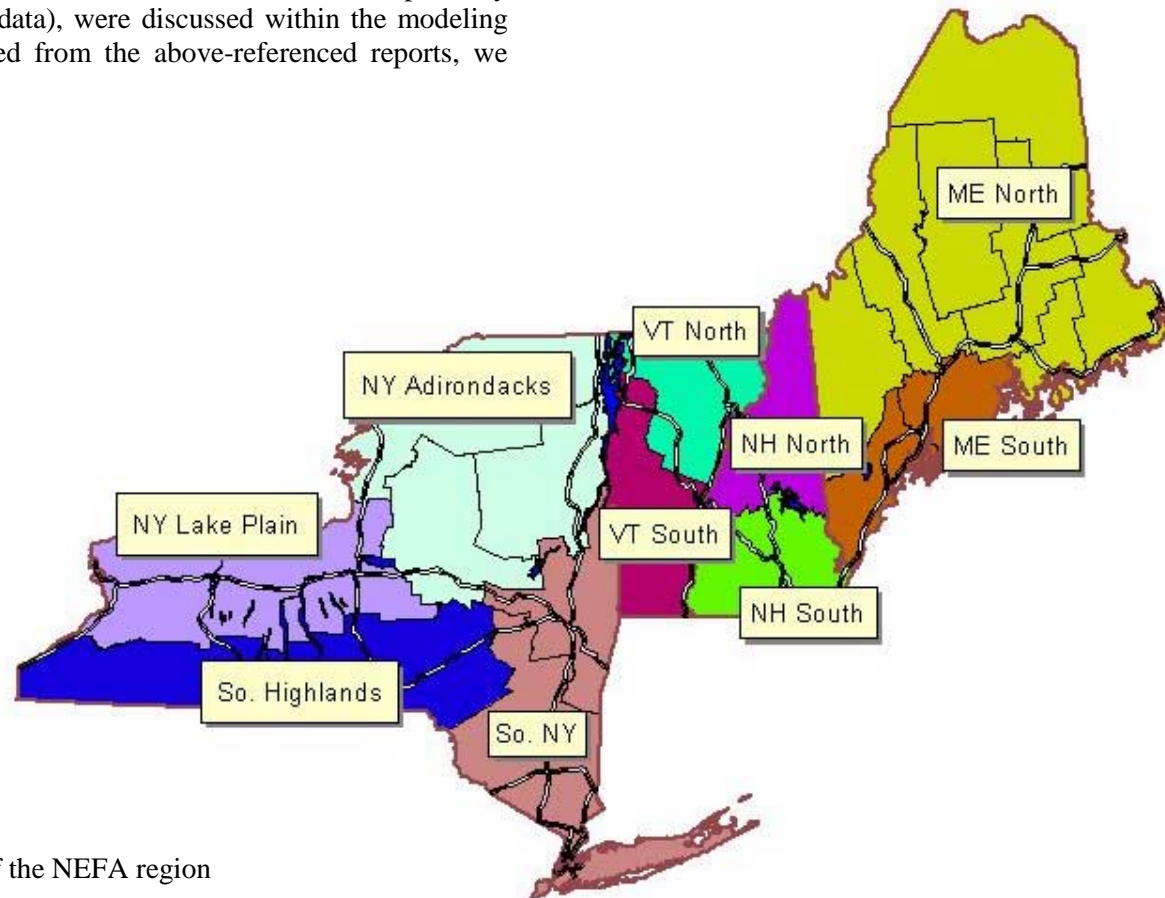 data), were discussed within the modeling
from the above-referenced reports, we
ME North
VT North
NY Adirondacks
NH North
ME South
NY Lake Plain
VT South
NH South
So. Highlands
So. NY
the NEFA region